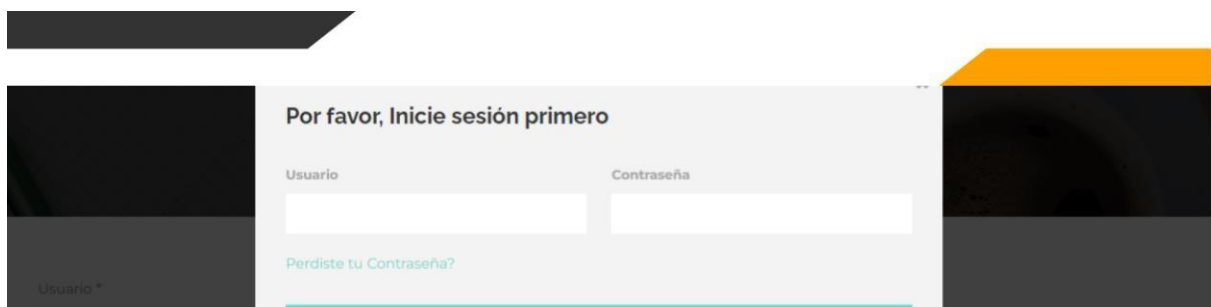 Por favor, Inicie sesión primero
Usuario
Contraseña
Perdiste tu Contraseña?
Usuario *